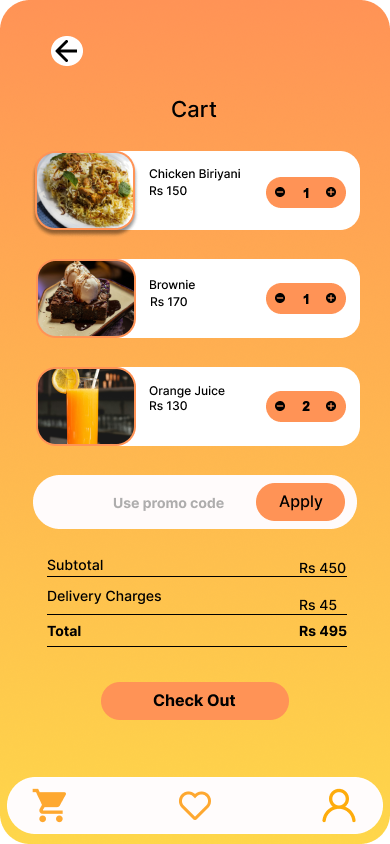 Cart
Chicken Biriyani
Rs 150
1
Brownie
Rs 170
1
Orange Juice
Rs 130
2
Use promo code Apply
Subtotal Rs 450
Delivery Charges Rs 45
Total Rs 495
Check Out